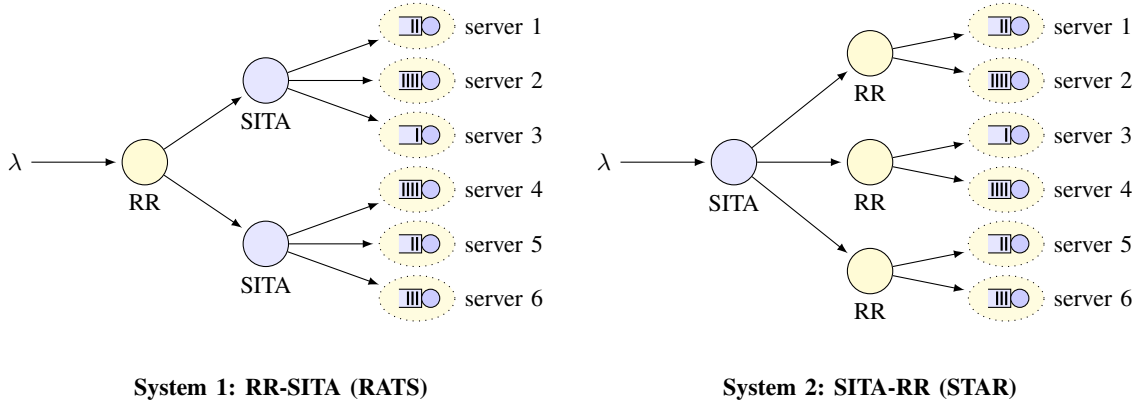 λ
RR
SITA
SITA
server 1
server 2
server 3
server 4
server 5
server 6
System 1: RR-SITA (RATS)
λ
SITA
RR
RR
RR
server 1
server 2
server 3
server 4
server 5
server 6
System 2: SITA-RR (STAR)